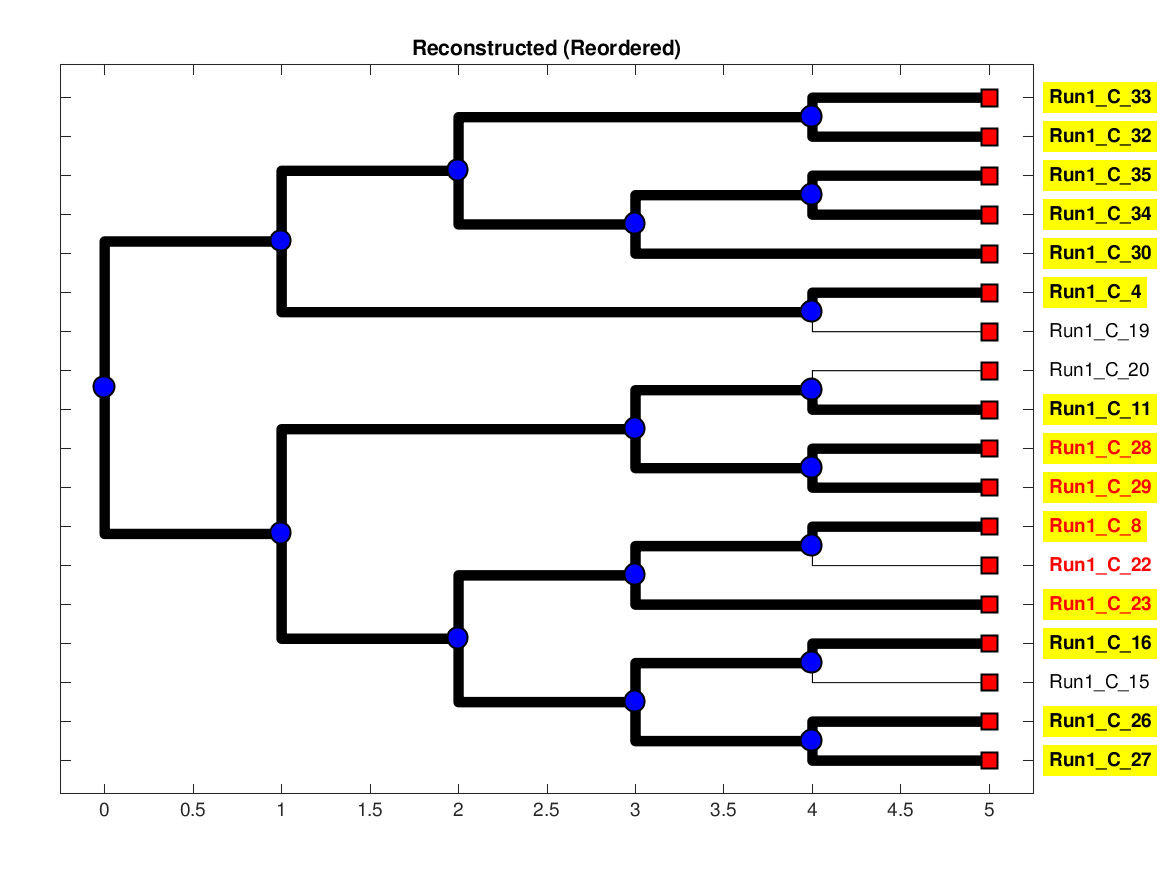 Reconstructed (Reordered)
Run1_C_33
Run1_C_32
Run1_C_35
Run1_C_34
Run1_C_30
Run1_C_4
Run1_C_19
Run1_C_20
Run1_C_11
Run1_C_28
Run1_C_29
Run1_C_8
Run1_C_22
Run1_C_23
Run1_C_16
Run1_C_15
Run1_C_26
Run1_C_27
0 0.5 1 1.5 2 2.5 3 3.5 4 4.5 5